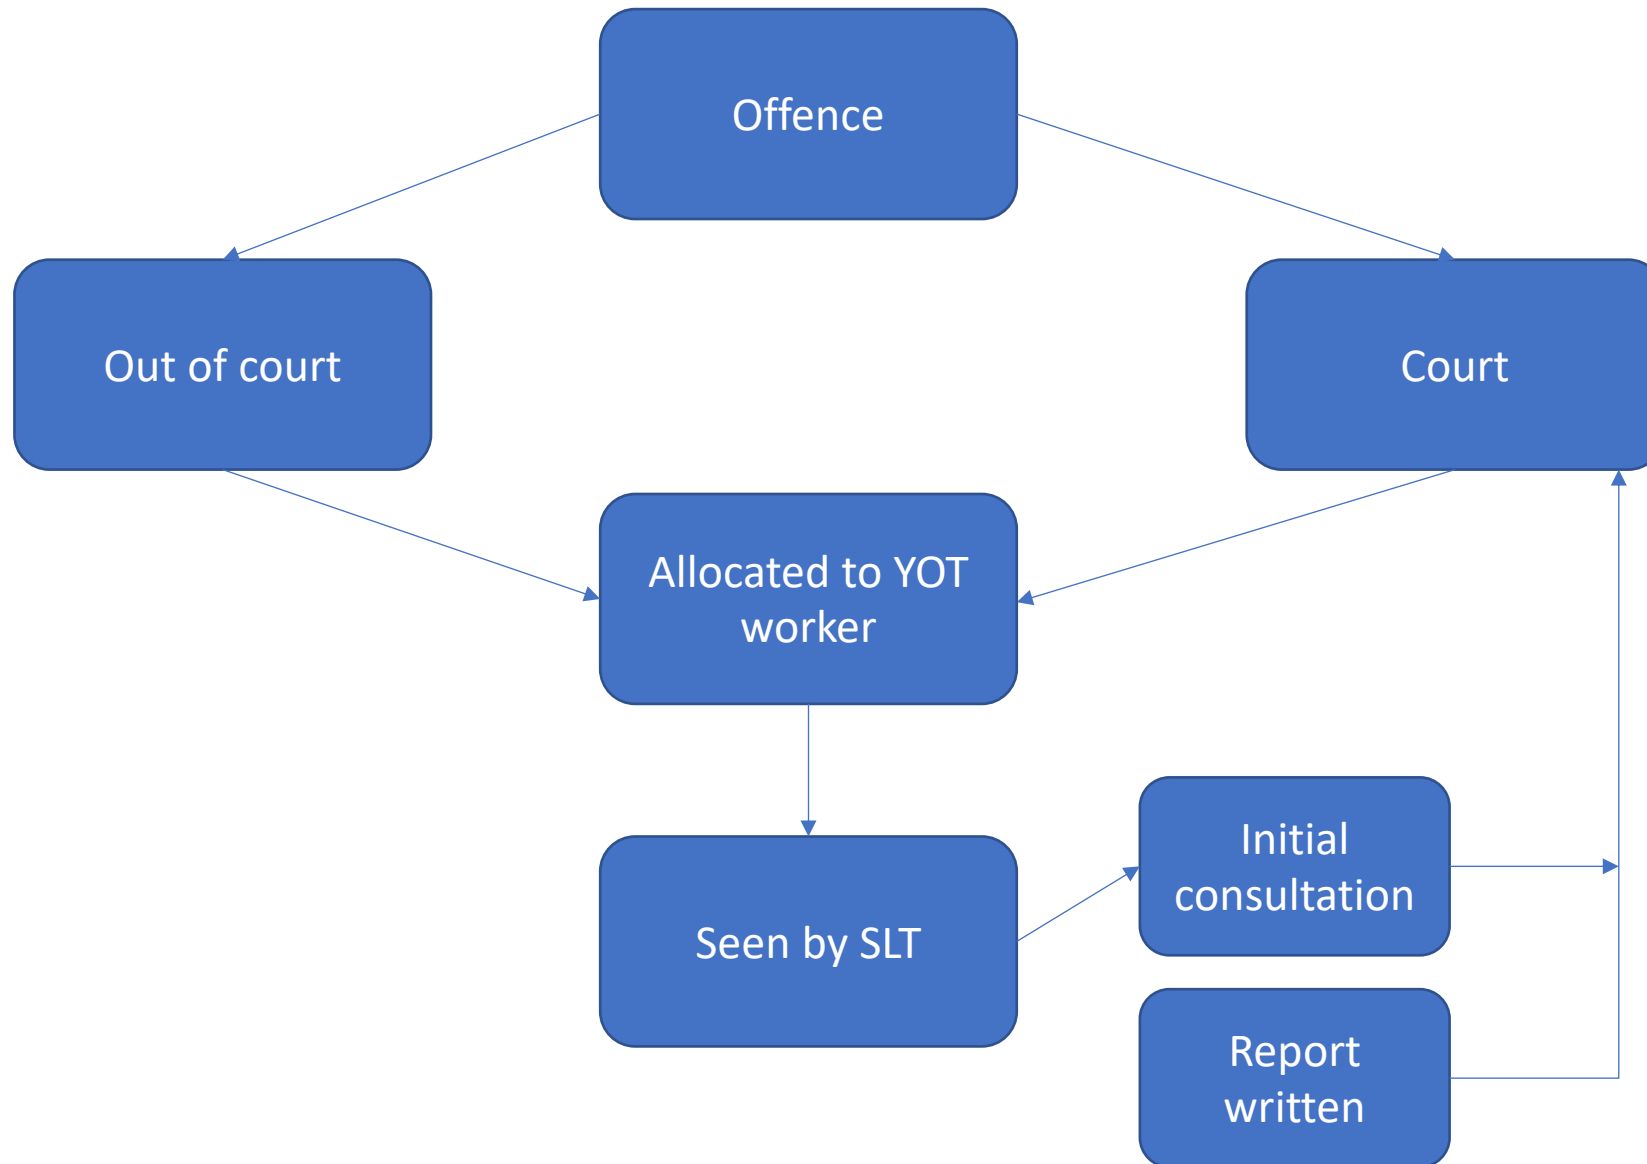 Offence
Out of court
Court
Allocated to YOT
worker
Seen by SLT
Initial
consultation
Report
written